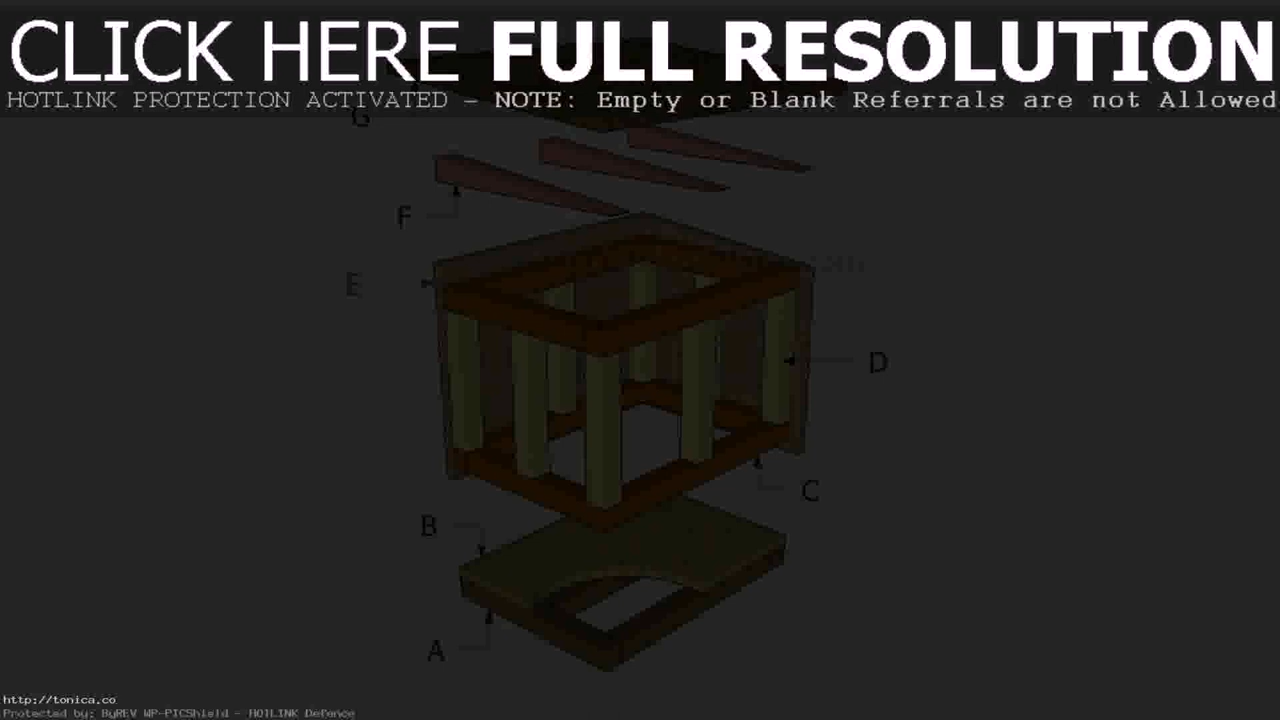 CLICK HERE FULL RESOLUTION
HOTLINK PROTECTION ACTIVATED – NOTE: Empty or Blank Referrals are not Allowed
G
F
E
D
C
B
A
http://tonica.co
Protected by: ByREV WP-PICShield - HOTLINK Defence